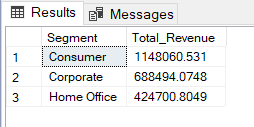 Results Messages
Segment Total_Revenue
1 Consumer 1148060.531
2 Corporate 688494.0748
3 Home Office 424700.8049